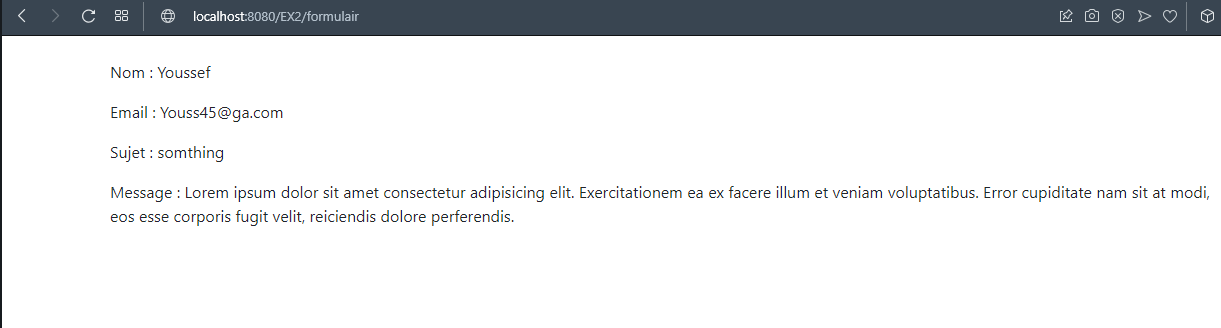 localhost:8080/EX2/formulair
Nom : Youssef
Email : Youss45@ga.com
Sujet : somthing
Message : Lorem ipsum dolor sit amet consectetur adipisicing elit. Exercitationem ea ex facere illum et veniam voluptatibus. Error cupiditate nam sit at modi,
eos esse corporis fugit velit, reiciendis dolore perferendis.